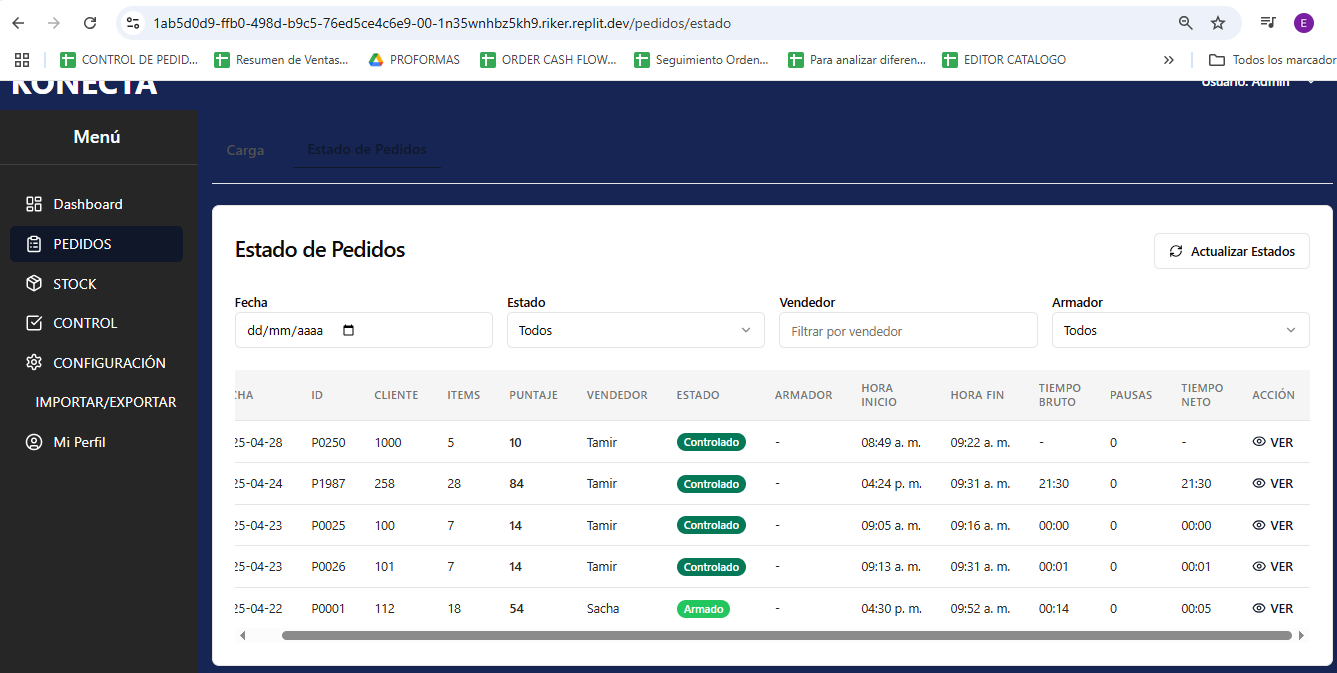 1ab5d0d9-ffb0-498d-b9c5-76ed5ce4c6e9-00-1n35wnhbz5kh9.riker.replit.dev/pedidos/estado
E
CONTROL DE PEDID... Resumen de Ventas... PROFORMAS ORDER CASH FLOW... Seguimiento Orden... Para analizar diferen... EDITOR CATALOGO » Todos los marcador
KONECTA
Usuario: Admin
Menú
Dashboard
PEDIDOS
STOCK
CONTROL
CONFIGURACIÓN
IMPORTAR/EXPORTAR
Mi Perfil
Carga Estado de Pedidos
Estado de Pedidos
Actualizar Estados
Fecha Estado Vendedor Armador
dd/mm/aaaa Todos Filtrar por vendedor Todos
CHA ID CLIENTE ITEMS PUNTAJE VENDEDOR ESTADO ARMADOR HORA INICIO HORA FIN TIEMPO BRUTO PAUSAS TIEMPO NETO ACCIÓN
25-04-28 P0250 1000 5 10 Tamir Controlado - 08:49 a. m. 09:22 a. m. - 0 - VER
25-04-24 P1987 258 28 84 Tamir Controlado - 04:24 p. m. 09:31 a. m. 21:30 0 21:30 VER
25-04-23 P0025 100 7 14 Tamir Controlado - 09:05 a. m. 09:16 a. m. 00:00 0 00:00 VER
25-04-23 P0026 101 7 14 Tamir Controlado - 09:13 a. m. 09:31 a. m. 00:01 0 00:01 VER
25-04-22 P0001 112 18 54 Sacha Armado - 04:30 p. m. 09:52 a. m. 00:14 0 00:05 VER